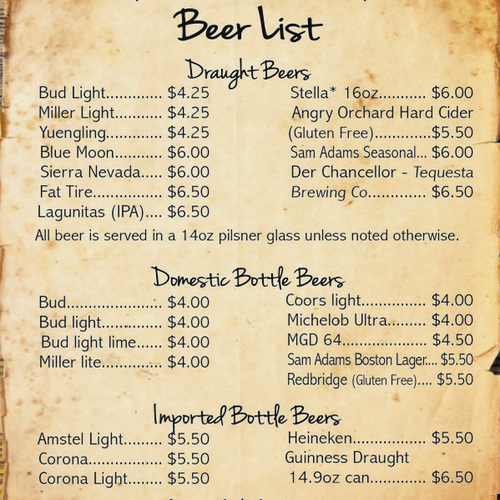 Beer List
Draught Beers
Bud Light............. $4.25
Miller Light........... $4.25
Yuengling............. $4.25
Blue Moon........... $6.00
Sierra Nevada..... $6.00
Fat Tire................ $6.50
Lagunitas (IPA).... $6.50
Stella* 16oz........... $6.00
Angry Orchard Hard Cider
(Gluten Free)............ $5.50
Sam Adams Seasonal... $6.00
Der Chancellor - Tequesta
Brewing Co.............. $6.50
All beer is served in a 14oz pilsner glass unless noted otherwise.
Domestic Bottle Beers
Bud...................... $4.00
Bud light............... $4.00
Bud light lime...... $4.00
Miller lite.............. $4.00
Coors light............... $4.00
Michelob Ultra......... $4.00
MGD 64.................... $4.50
Sam Adams Boston Lager.... $5.50
Redbridge (Gluten Free).... $5.50
Imported Bottle Beers
Amstel Light......... $5.50
Corona................. $5.50
Corona Light........ $5.50
Heineken................. $5.50
Guinness Draught
14.9oz can............. $6.50